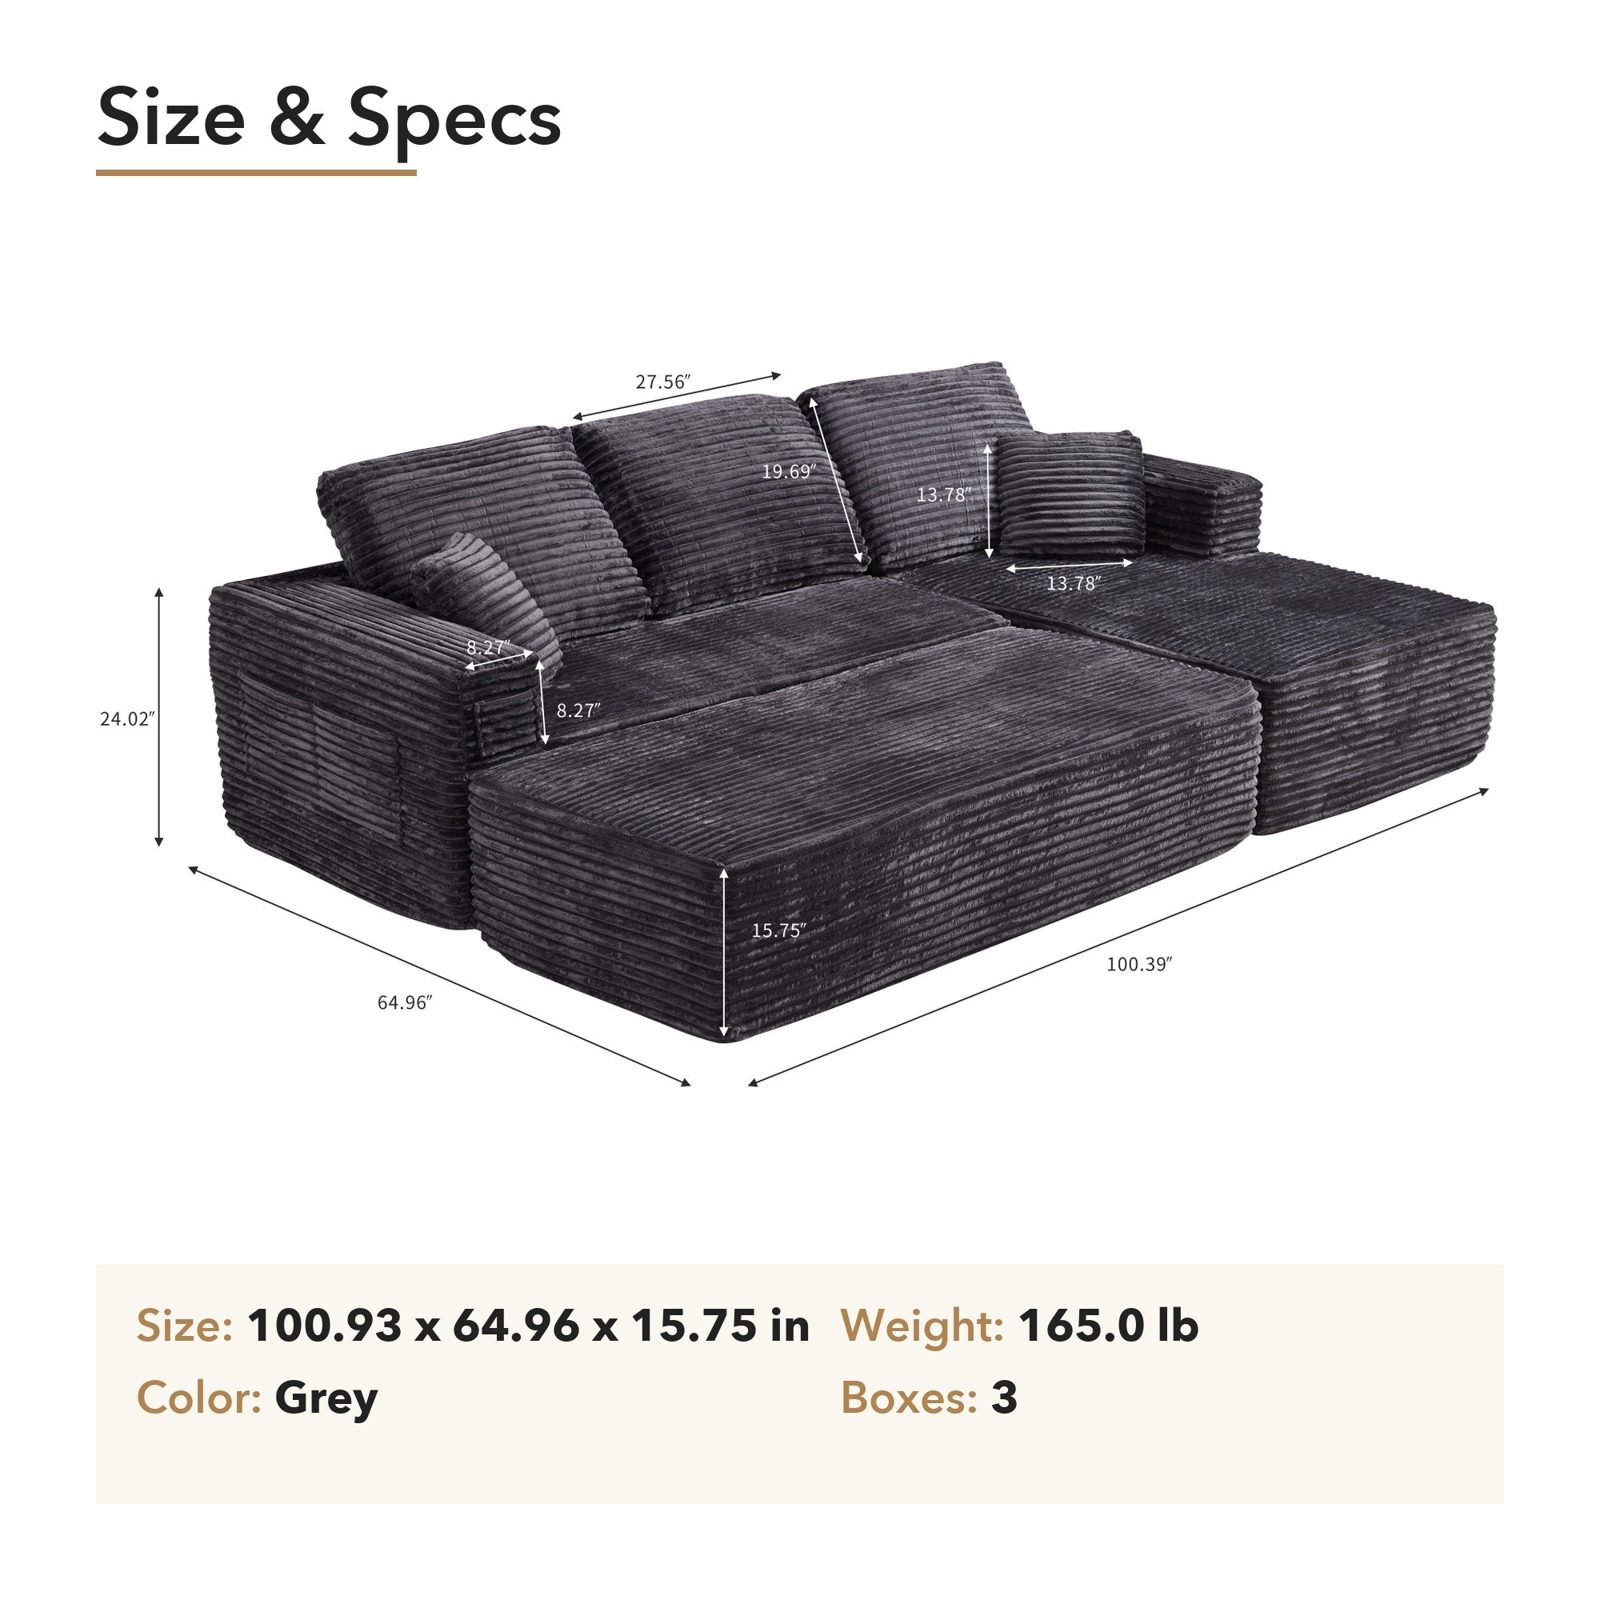 Size & Specs
27.56″
19.69″
13.78″
13.78″
8.27″
8.27″
24.02″
15.75″
100.39″
64.96″
Size: 100.93 x 64.96 x 15.75 in
Weight: 165.0 lb
Color: Grey
Boxes: 3